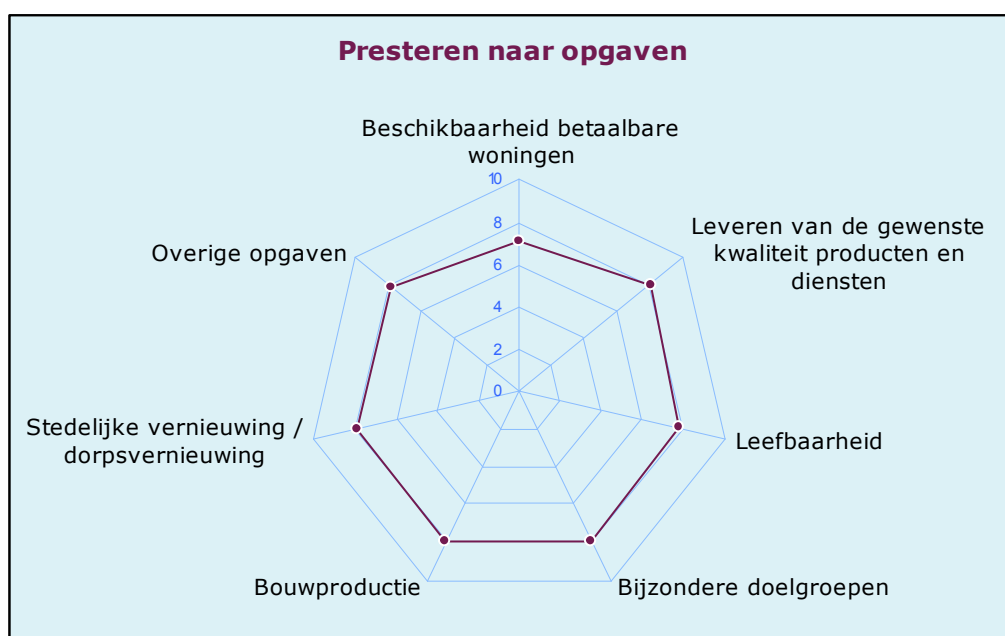 Presteren naar opgaven
Beschikbaarheid betaalbare
woningen
10
8
6
4
2
0
Leveren van de gewenste
kwaliteit producten en
diensten
Overige opgaven
Stedelijke vernieuwing /
dorpsvernieuwing
Leefbaarheid
Bouwproductie
Bijzondere doelgroepen